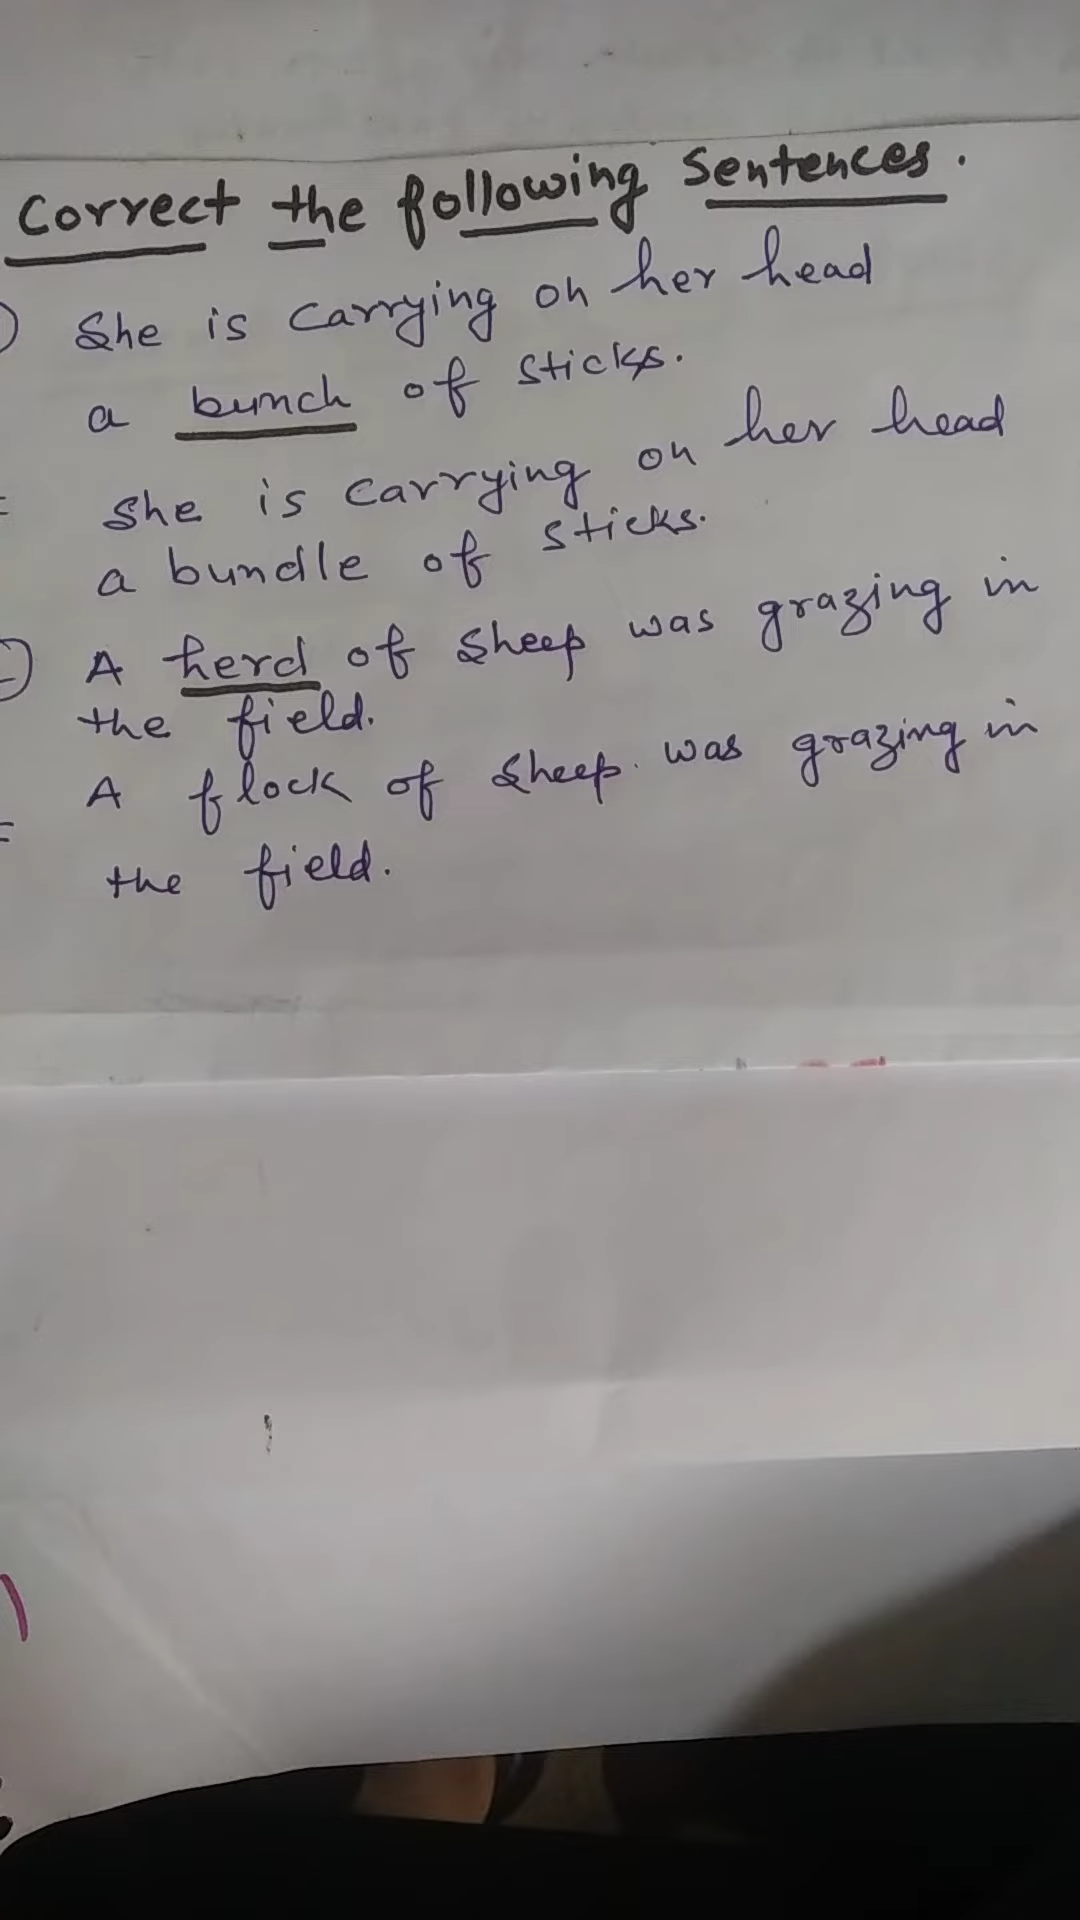 Correct the following Sentences.
She is carrying on her head
a bunch of sticks.
She is carrying on her head
a bundle of sticks.
A herd of sheep was grazing in
the field.
A flock of sheep. was grazing in
the field.